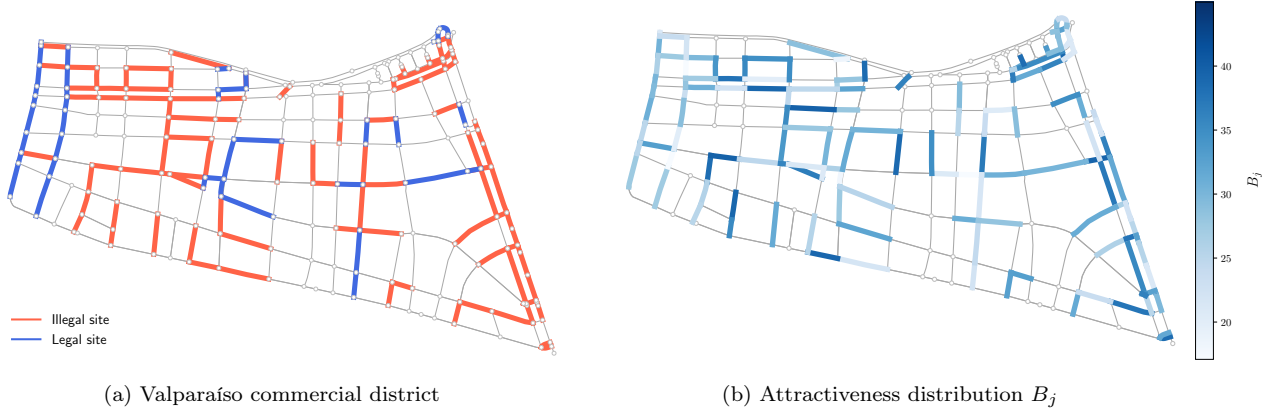 Illegal site
Legal site
(a) Valparaíso commercial district
40
35
30
25
20
B_j
(b) Attractiveness distribution B_j